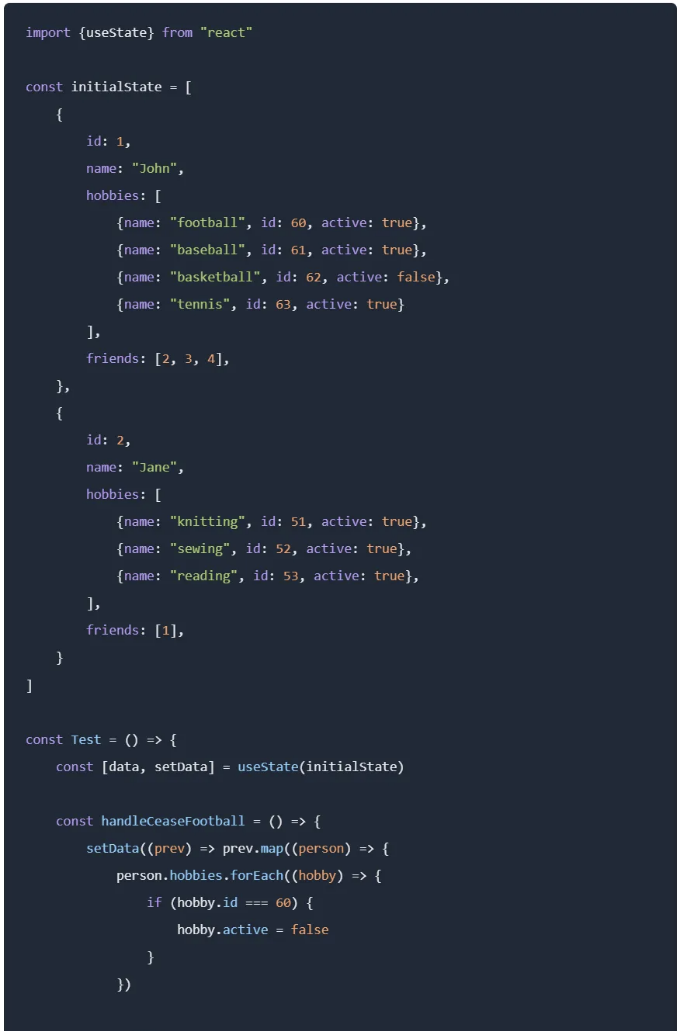 import {useState} from "react"
const initialState = [
{
id: 1,
name: "John",
hobbies: [
{name: "football", id: 60, active: true},
{name: "baseball", id: 61, active: true},
{name: "basketball", id: 62, active: false},
{name: "tennis", id: 63, active: true}
],
friends: [2, 3, 4],
},
{
id: 2,
name: "Jane",
hobbies: [
{name: "knitting", id: 51, active: true},
{name: "sewing", id: 52, active: true},
{name: "reading", id: 53, active: true},
],
friends: [1],
}
]
const Test = () => {
const [data, setData] = useState(initialState)
const handleCeaseFootball = () => {
setData((prev) => prev.map((person) => {
person.hobbies.forEach((hobby) => {
if (hobby.id === 60) {
hobby.active = false
}
})